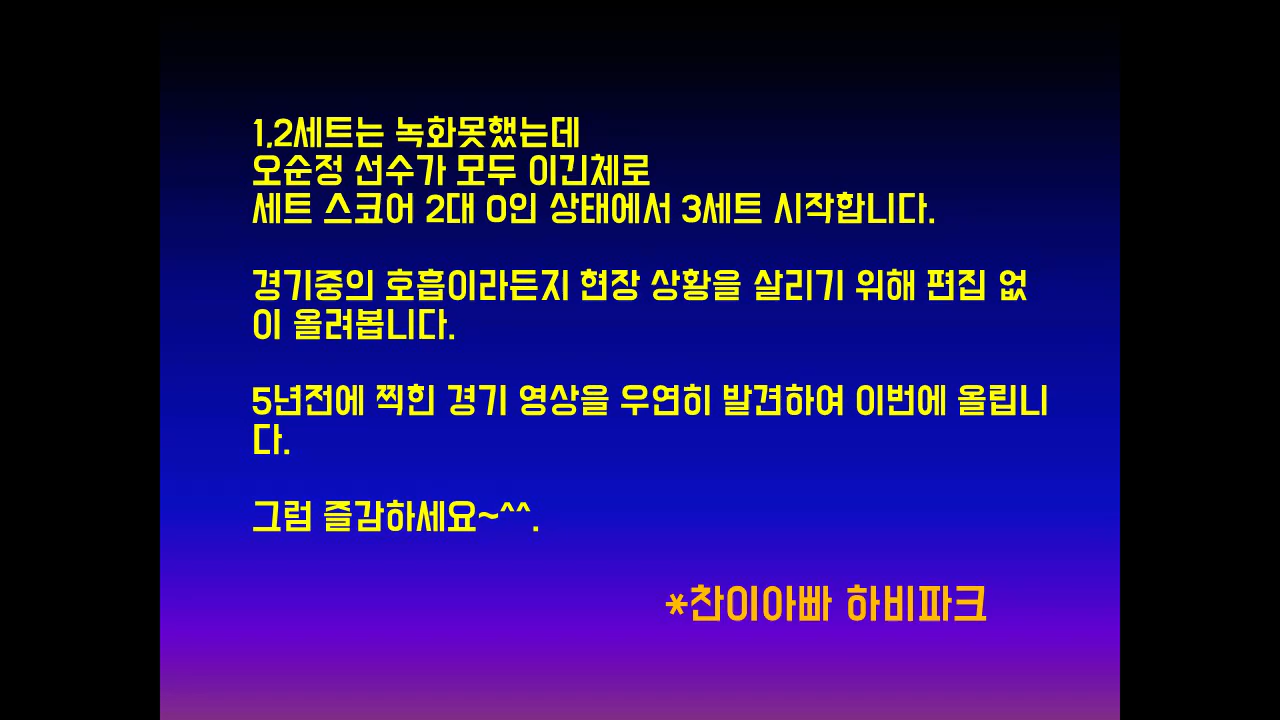 1,2세트는 녹화못했는데
오순정 선수가 모두 이긴체로
세트 스코어 2대 0인 상태에서 3세트 시작합니다.
경기중의 호흡이라든지 현장 상황을 살리기 위해 편집 없
이 올려봅니다.
5년전에 찍힌 경기 영상을 우연히 발견하여 이번에 올립니
다.
그럼 즐감하세요~^^.
*찬이아빠 하비파크